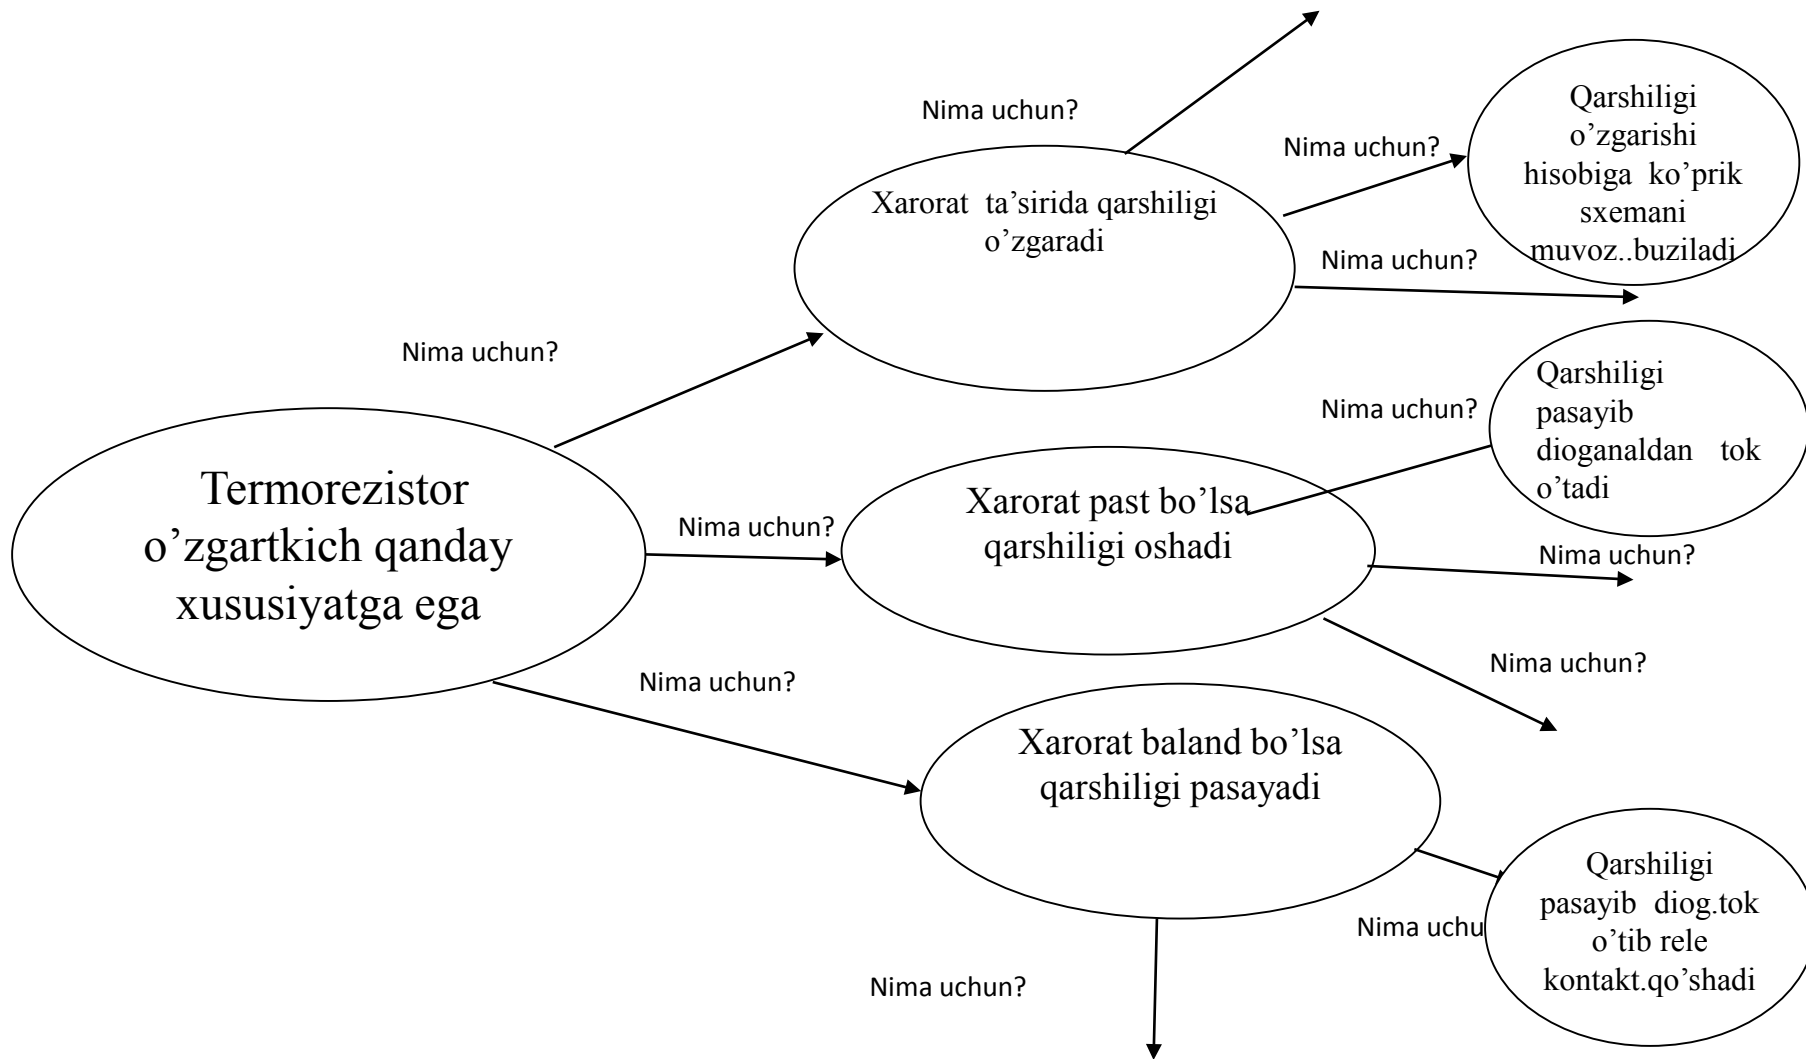 Nima uchun?
Qarshiligi
o’zgarishi
hisobiga ko’prik
sxemani
muvoz..buziladi
Nima uchun?
Xarorat ta’sirida qarshiligi
o’zgaradi
Nima uchun?
Nima uchun?
Qarshiligi
pasayib
dioganaldan tok
o’tadi
Nima uchun?
Termorezistor
o’zgartkich qanday
xususiyatga ega
Nima uchun?
Xarorat past bo’lsa
qarshiligi oshadi
Nima uchun?
Nima uchun?
Nima uchun?
Xarorat baland bo’lsa
qarshiligi pasayadi
Qarshiligi
pasayib diog.tok
o’tib rele
kontakt.qo’shadi
Nima uchu
Nima uchun?